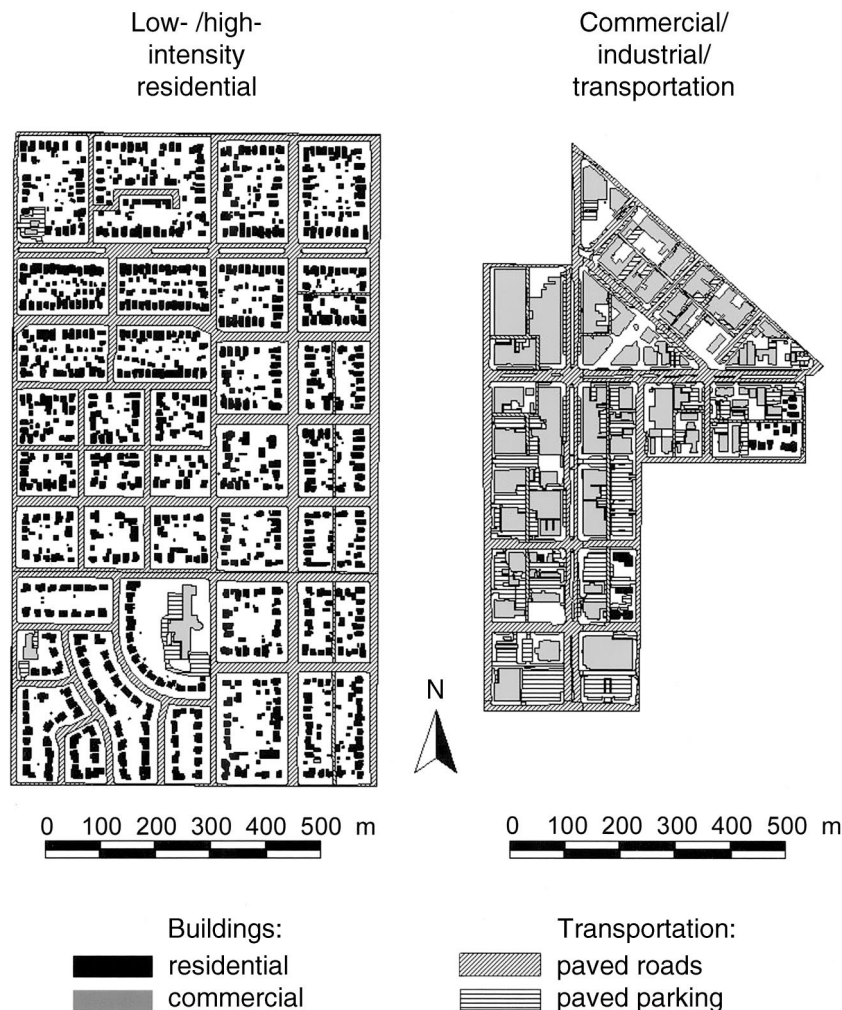 Low- /high-
intensity
residential
Commercial/
industrial/
transportation
N
0 100 200 300 400 500 m
0 100 200 300 400 500 m
Buildings:
residential
commercial
Transportation:
paved roads
paved parking